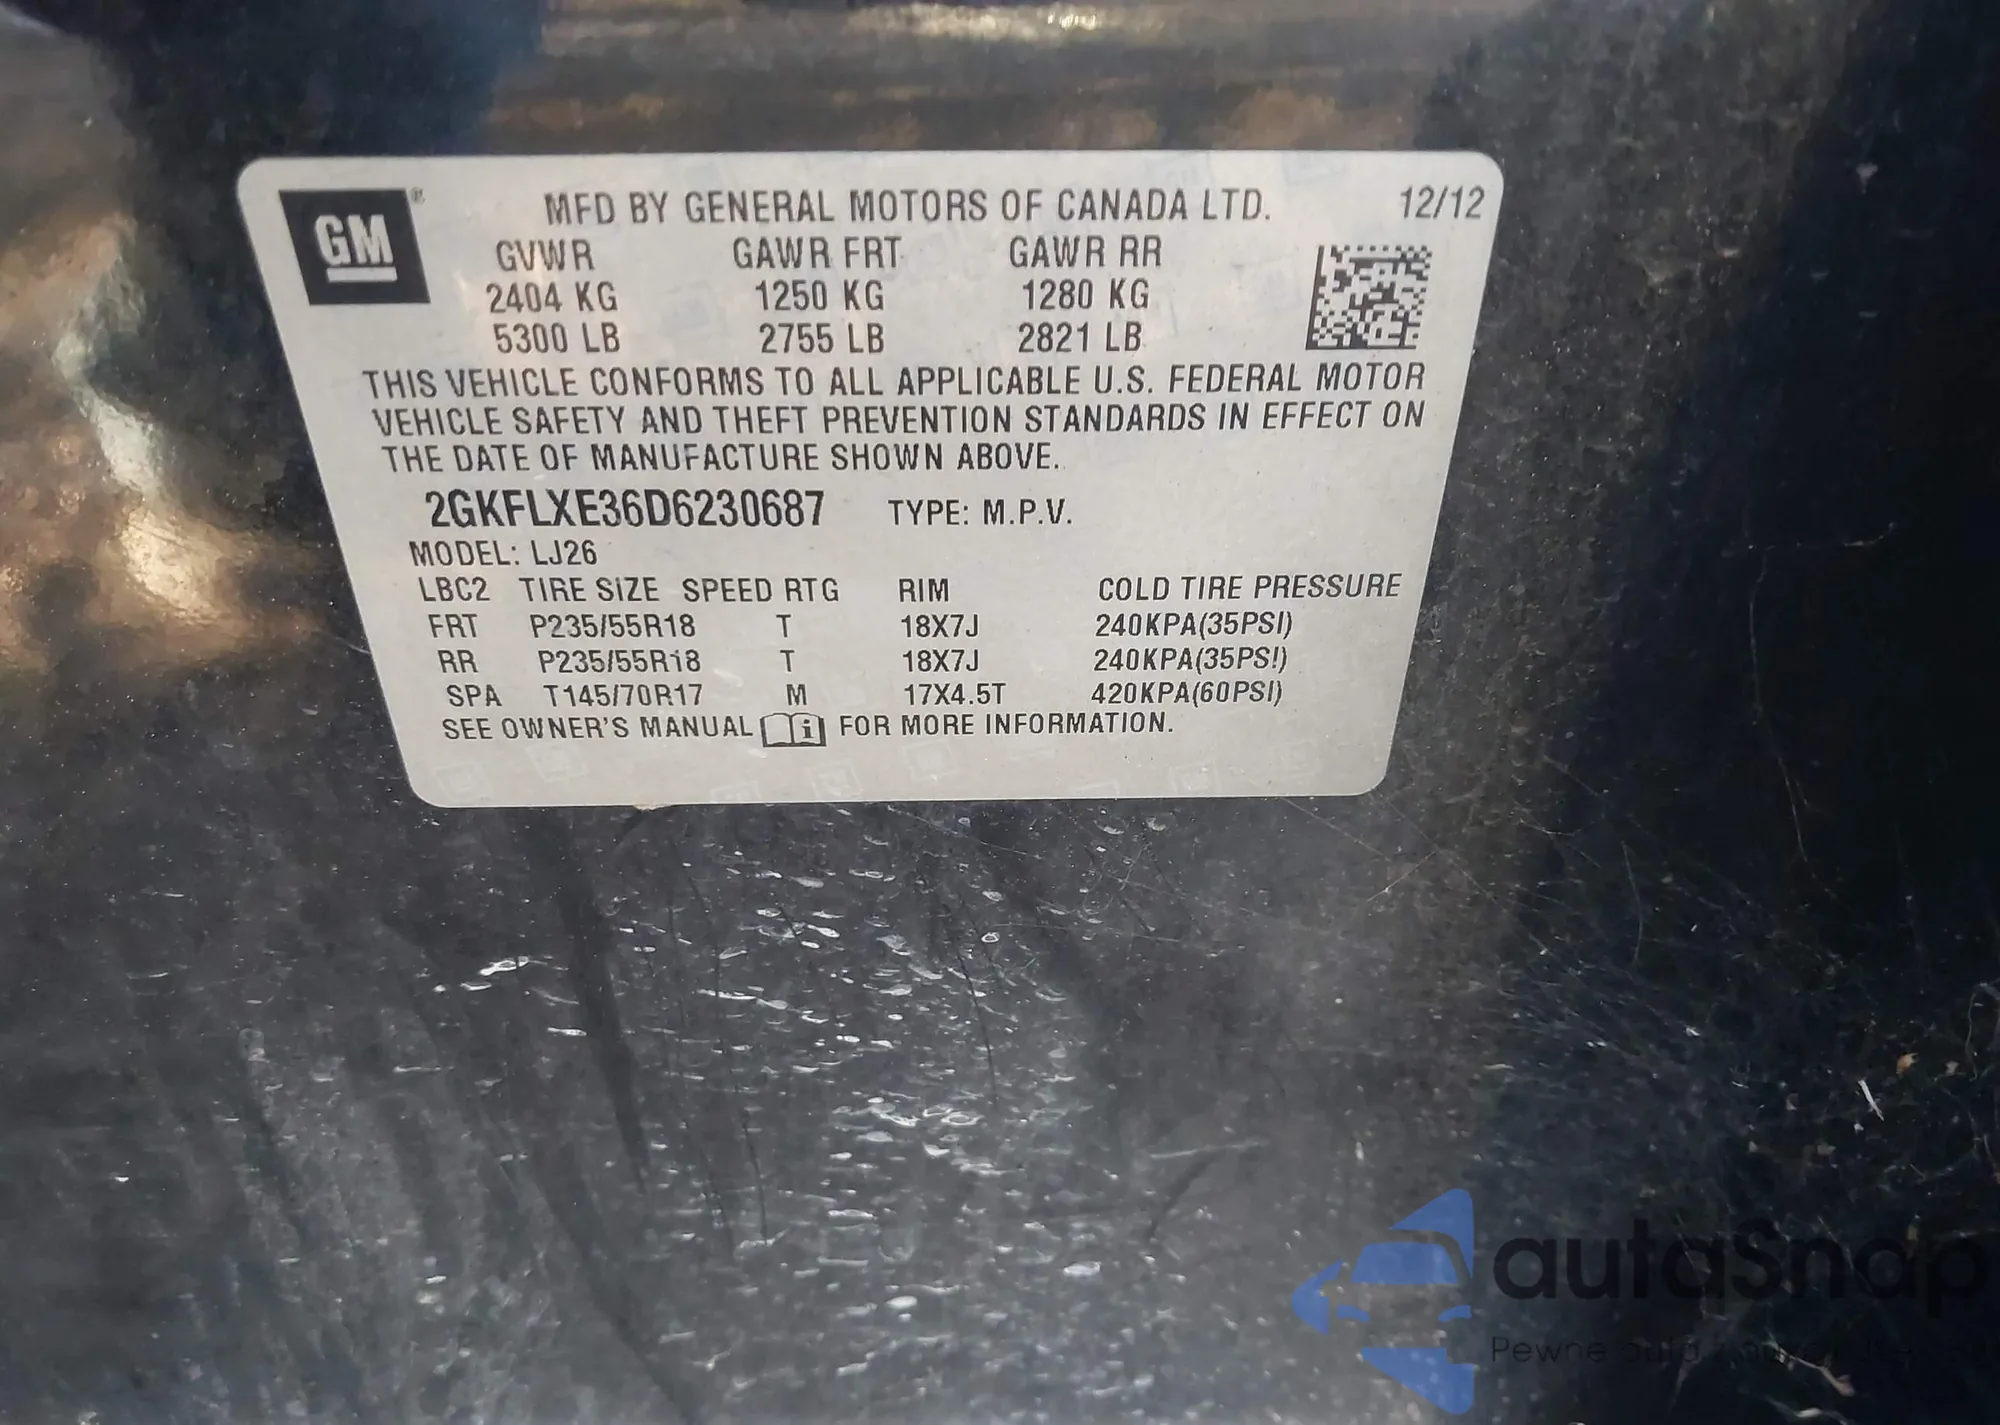 GM ® MFD BY GENERAL MOTORS OF CANADA LTD. 12/12
GVWR GAWR FRT GAWR RR
2404 KG 1250 KG 1280 KG
5300 LB 2755 LB 2821 LB
THIS VEHICLE CONFORMS TO ALL APPLICABLE U.S. FEDERAL MOTOR
VEHICLE SAFETY AND THEFT PREVENTION STANDARDS IN EFFECT ON
THE DATE OF MANUFACTURE SHOWN ABOVE.
2GKFLXE36D6230687 TYPE: M.P.V.
MODEL: LJ26
LBC2 TIRE SIZE SPEED RTG RIM COLD TIRE PRESSURE
FRT P235/55R18 T 18X7J 240KPA(35PSI)
RR P235/55R18 T 18X7J 240KPA(35PSI)
SPA T145/70R17 M 17X4.5T 420KPA(60PSI)
SEE OWNER'S MANUAL i FOR MORE INFORMATION.
autaSnap
Pewne auto